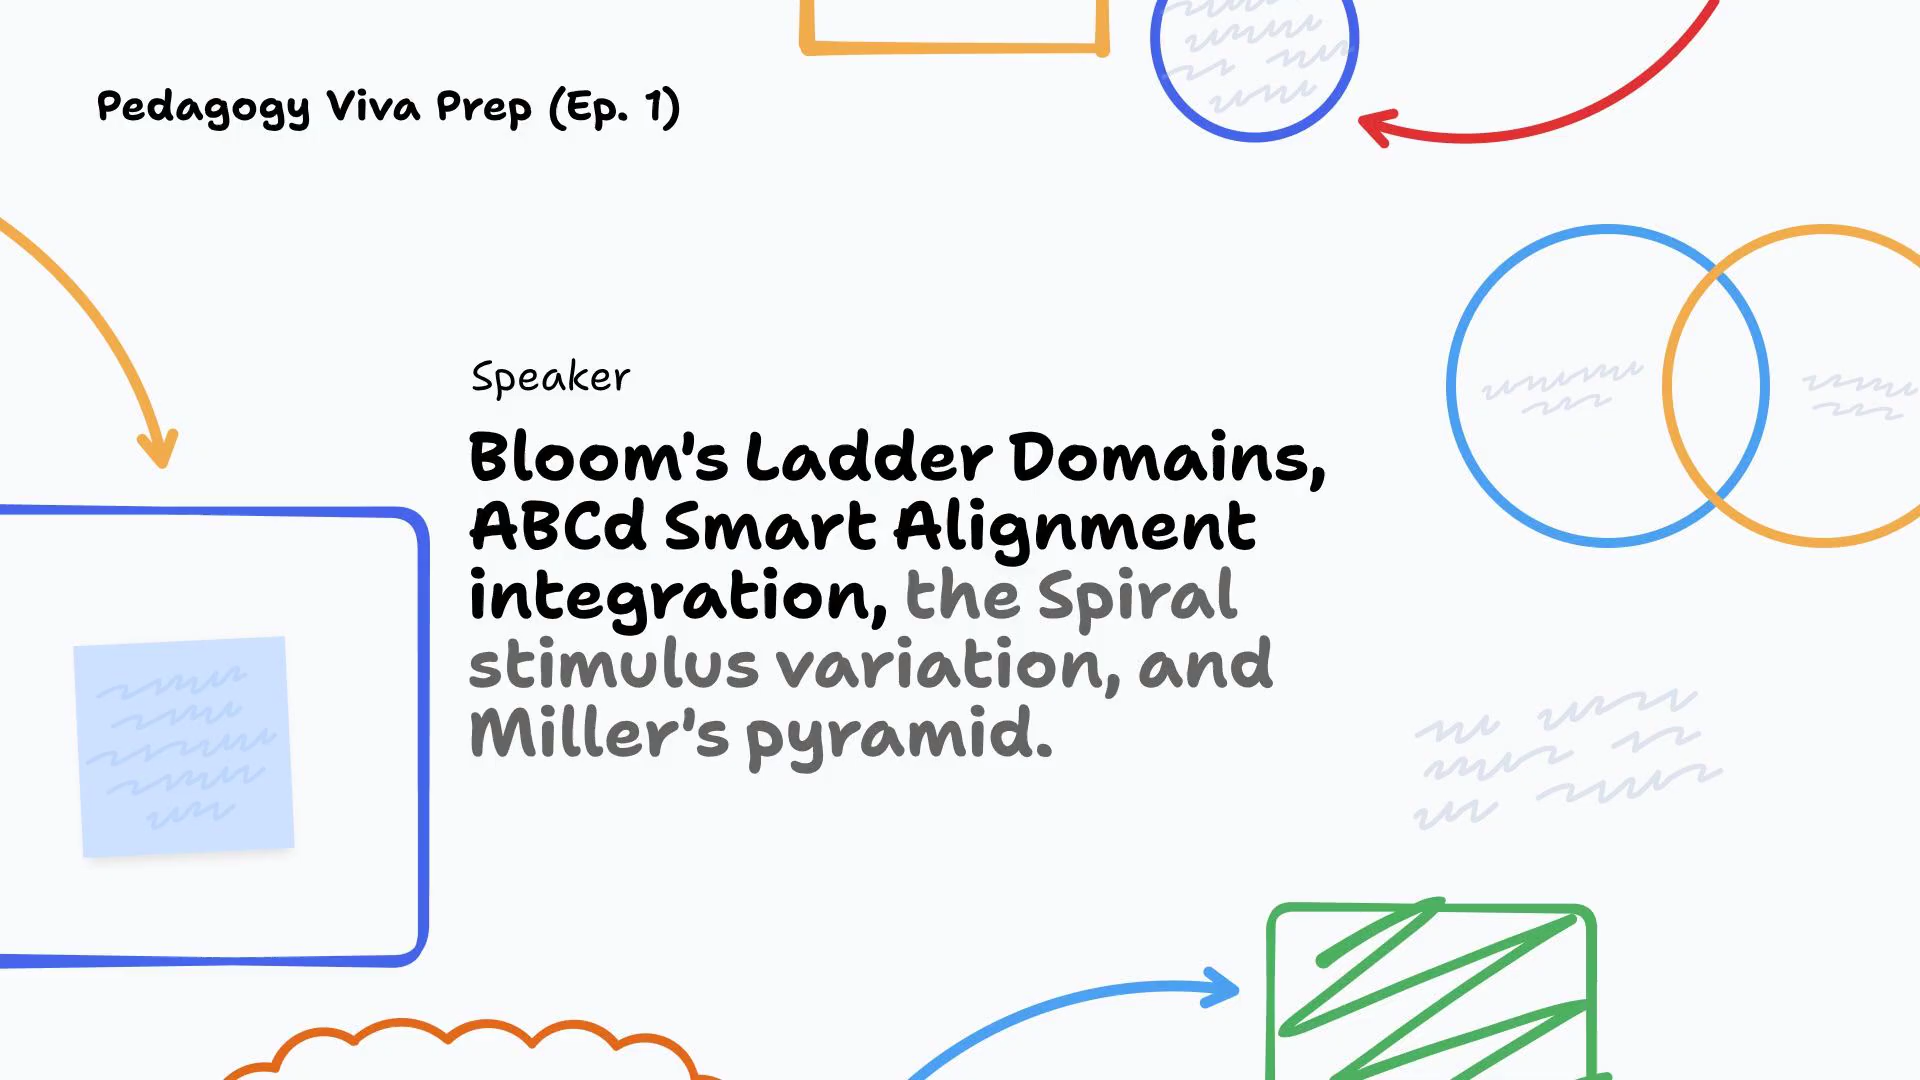 Pedagogy Viva Prep (Ep. 1)
Speaker
Bloom's Ladder Domains,
ABCd Smart Alignment
integration, the Spiral
stimulus variation, and
Miller's pyramid.